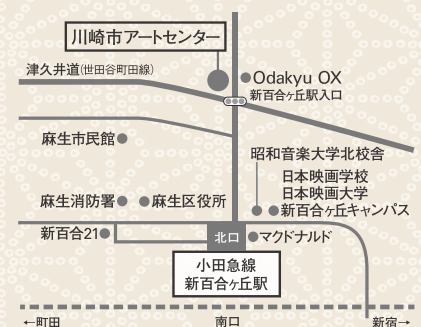 川崎市アートセンター
津久井道(世田谷町田線)
Odakyu OX
新百合ヶ丘駅入口
麻生市民館
昭和音楽大学北校舎
日本映画学校
日本映画大学
新百合ヶ丘キャンパス
麻生消防署
麻生区役所
新百合21
北口
マクドナルド
小田急線
新百合ヶ丘駅
←町田
南口
新宿→